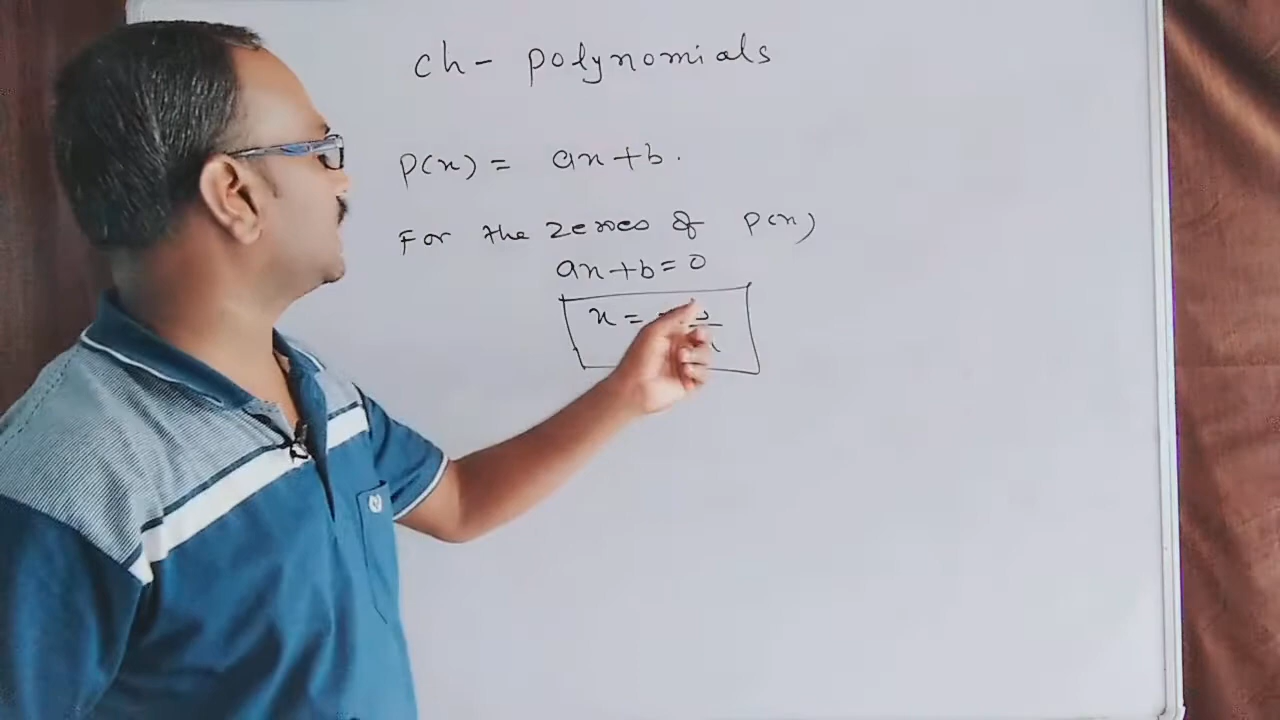 ch- polynomials
P(x) = ax+b.
For the zeroes of P(x)
ax+b=0
x =